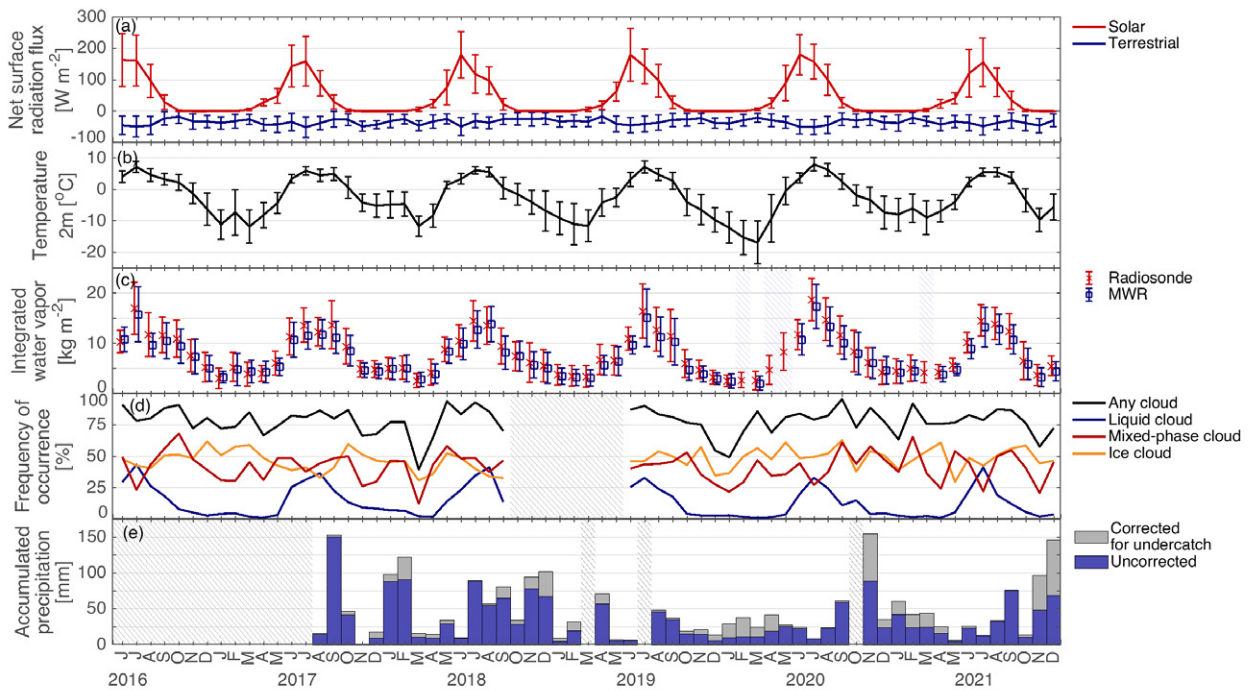 (a)
Net surface
radiation flux
[W m-2]
300
200
100
0
-100
Solar
Terrestrial
(b)
Temperature
2m [°C]
10
0
-10
-20
(c)
Integrated
water vapor
[kg m-2]
20
10
0
Radiosonde
MWR
(d)
Frequency of
occurrence
[%]
100
75
50
25
0
Any cloud
Liquid cloud
Mixed-phase cloud
Ice cloud
(e)
Accumulated
precipitation
[mm]
150
100
50
0
Corrected
for undercatch
Uncorrected
J J A S O N D J F M A M J J A S O N D J F M A M J J A S O N D J F M A M J J A S O N D J F M A M J J A S O N D J F M A M J J A S O N D
2016 2017 2018 2019 2020 2021